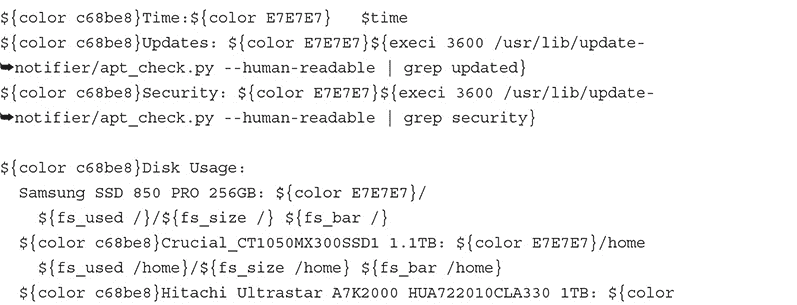 ${color c68be8}Time:${color E7E7E7}   $time
${color c68be8}Updates: ${color E7E7E7}${execi 3600 /usr/lib/update-
➥notifier/apt_check.py --human-readable | grep updated}
${color c68be8}Security: ${color E7E7E7}${execi 3600 /usr/lib/update-
➥notifier/apt_check.py --human-readable | grep security}

${color c68be8}Disk Usage:
  Samsung SSD 850 PRO 256GB: ${color E7E7E7}/
    ${fs_used /}/${fs_size /} ${fs_bar /}
  ${color c68be8}Crucial_CT1050MX300SSD1 1.1TB: ${color E7E7E7}/home
    ${fs_used /home}/${fs_size /home} ${fs_bar /home}
  ${color c68be8}Hitachi Ultrastar A7K2000 HUA722010CLA330 1TB: ${color